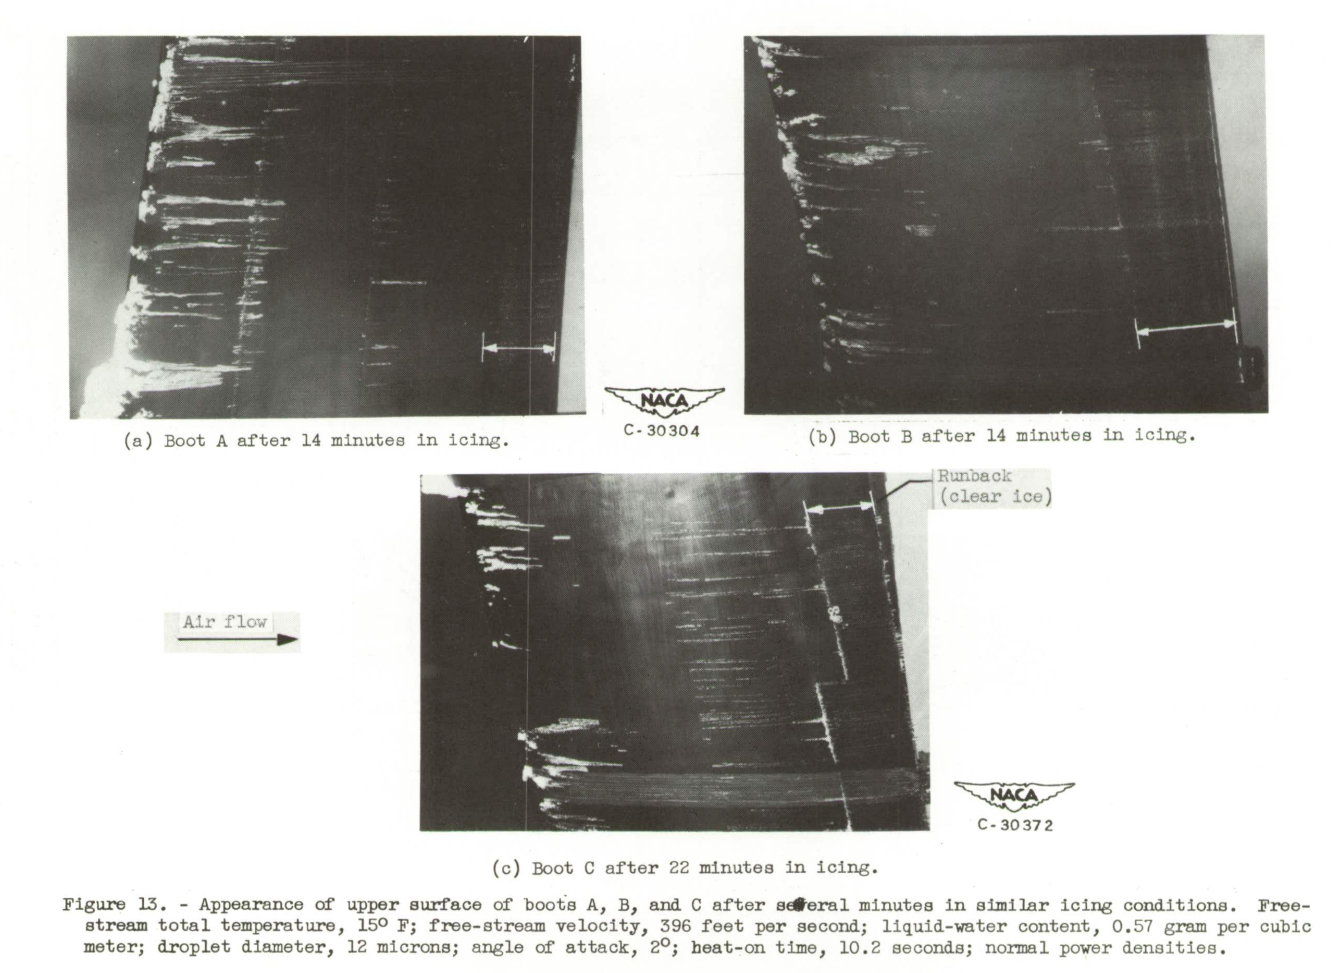 NACA
C-30304
(a) Boot A after 14 minutes in icing.
(b) Boot B after 14 minutes in icing.
Runback
(clear ice)
Air flow
NACA
C-30372
(c) Boot C after 22 minutes in icing.
Figure 13. - Appearance of upper surface of boots A, B, and C after several minutes in similar icing conditions. Free-
stream total temperature, 15° F; free-stream velocity, 396 feet per second; liquid-water content, 0.57 gram per cubic
meter; droplet diameter, 12 microns; angle of attack, 2°; heat-on time, 10.2 seconds; normal power densities.